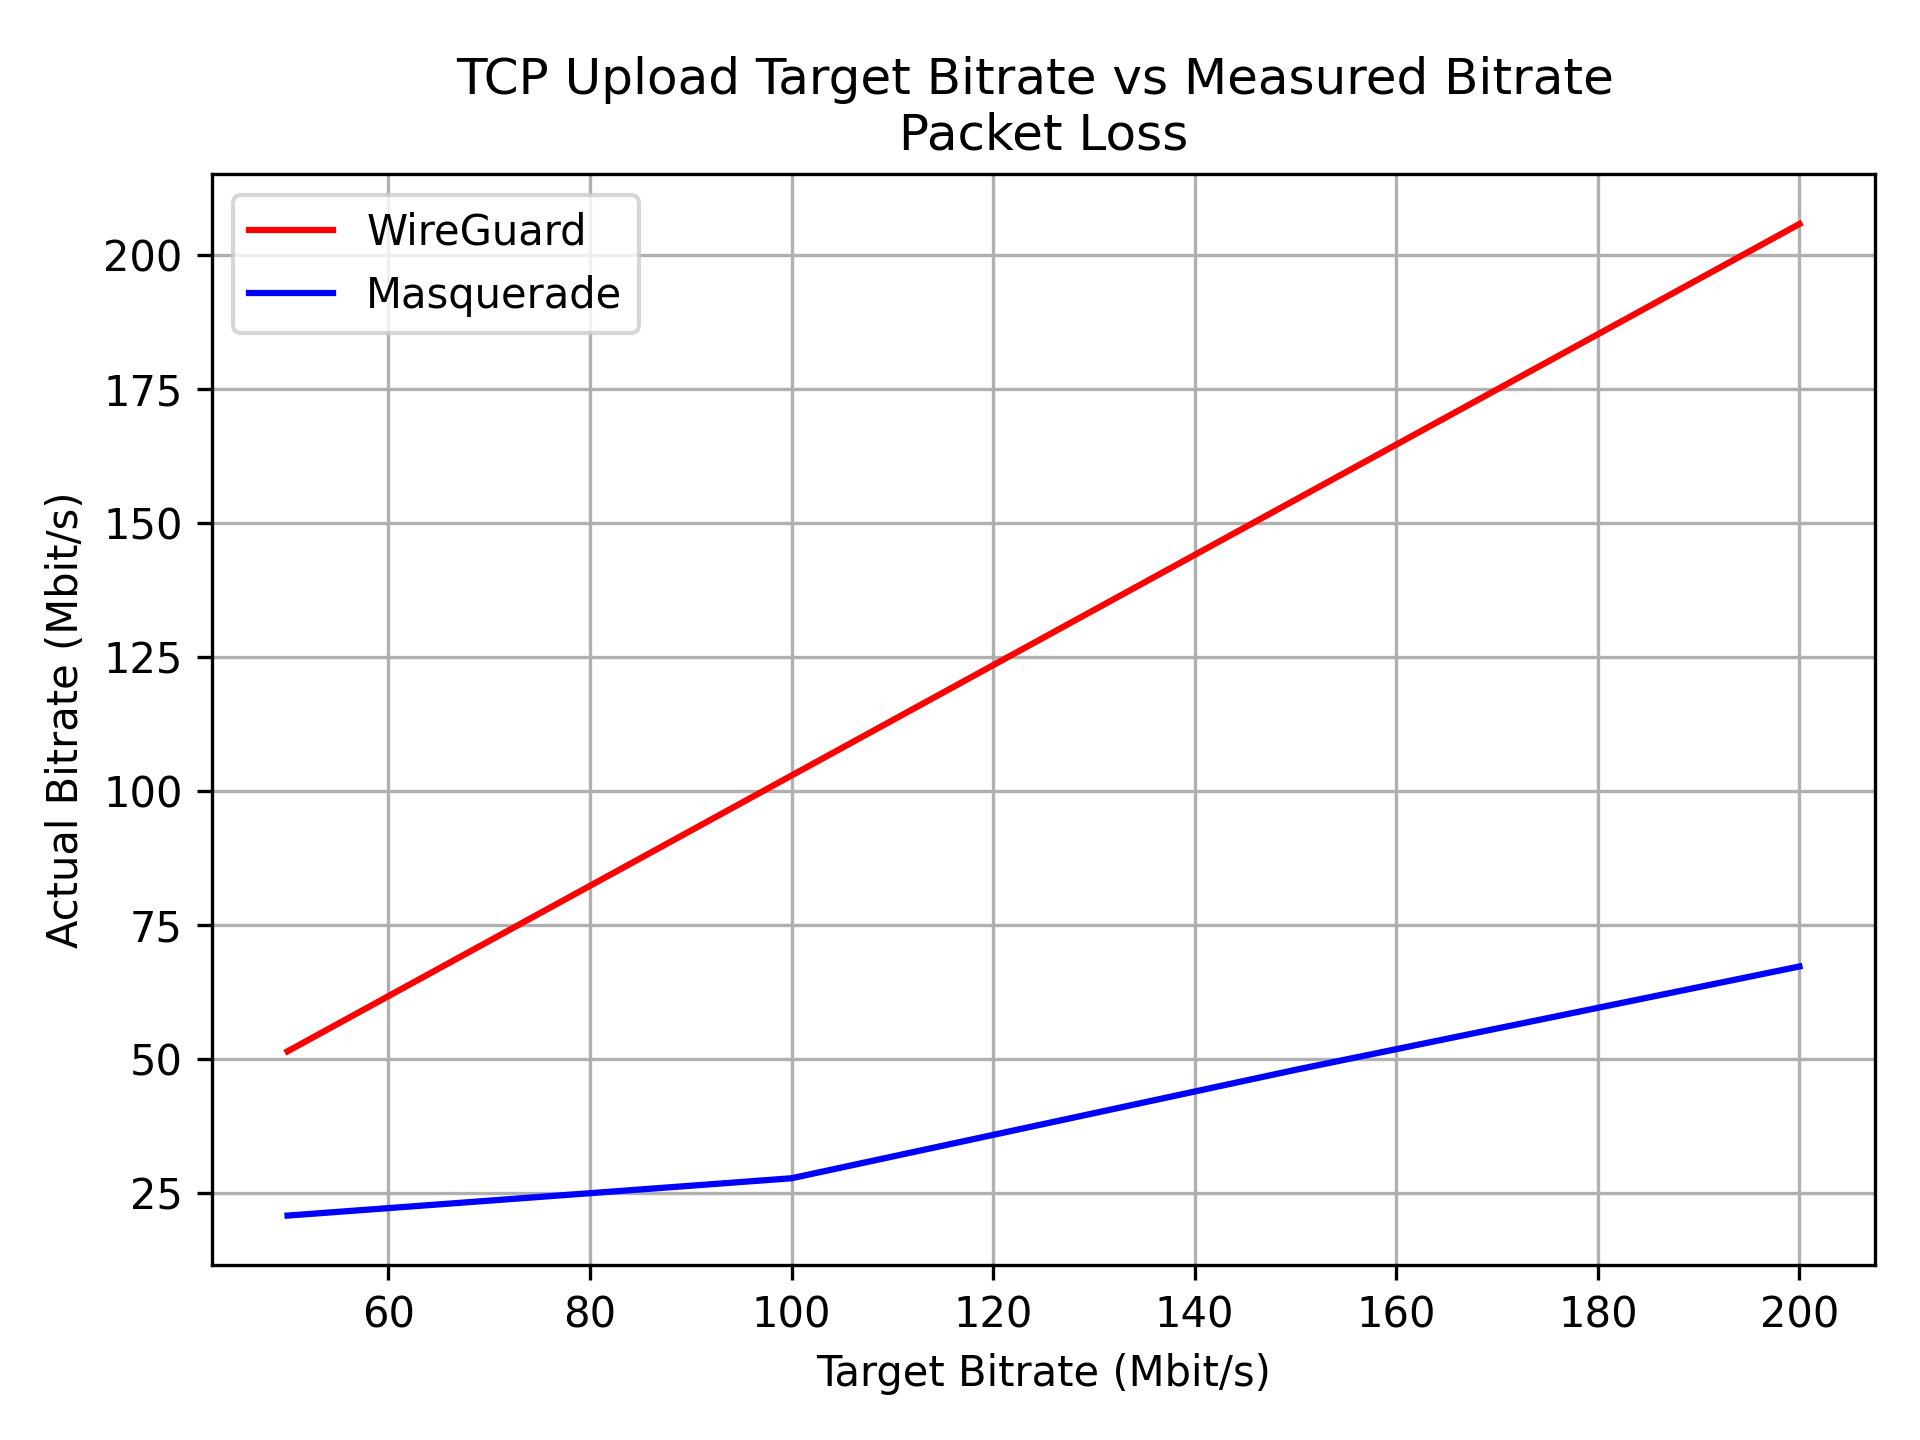 TCP Upload Target Bitrate vs Measured Bitrate
Packet Loss
WireGuard
Masquerade
200
175
150
125
100
75
50
25
Actual Bitrate (Mbit/s)
60 80 100 120 140 160 180 200
Target Bitrate (Mbit/s)